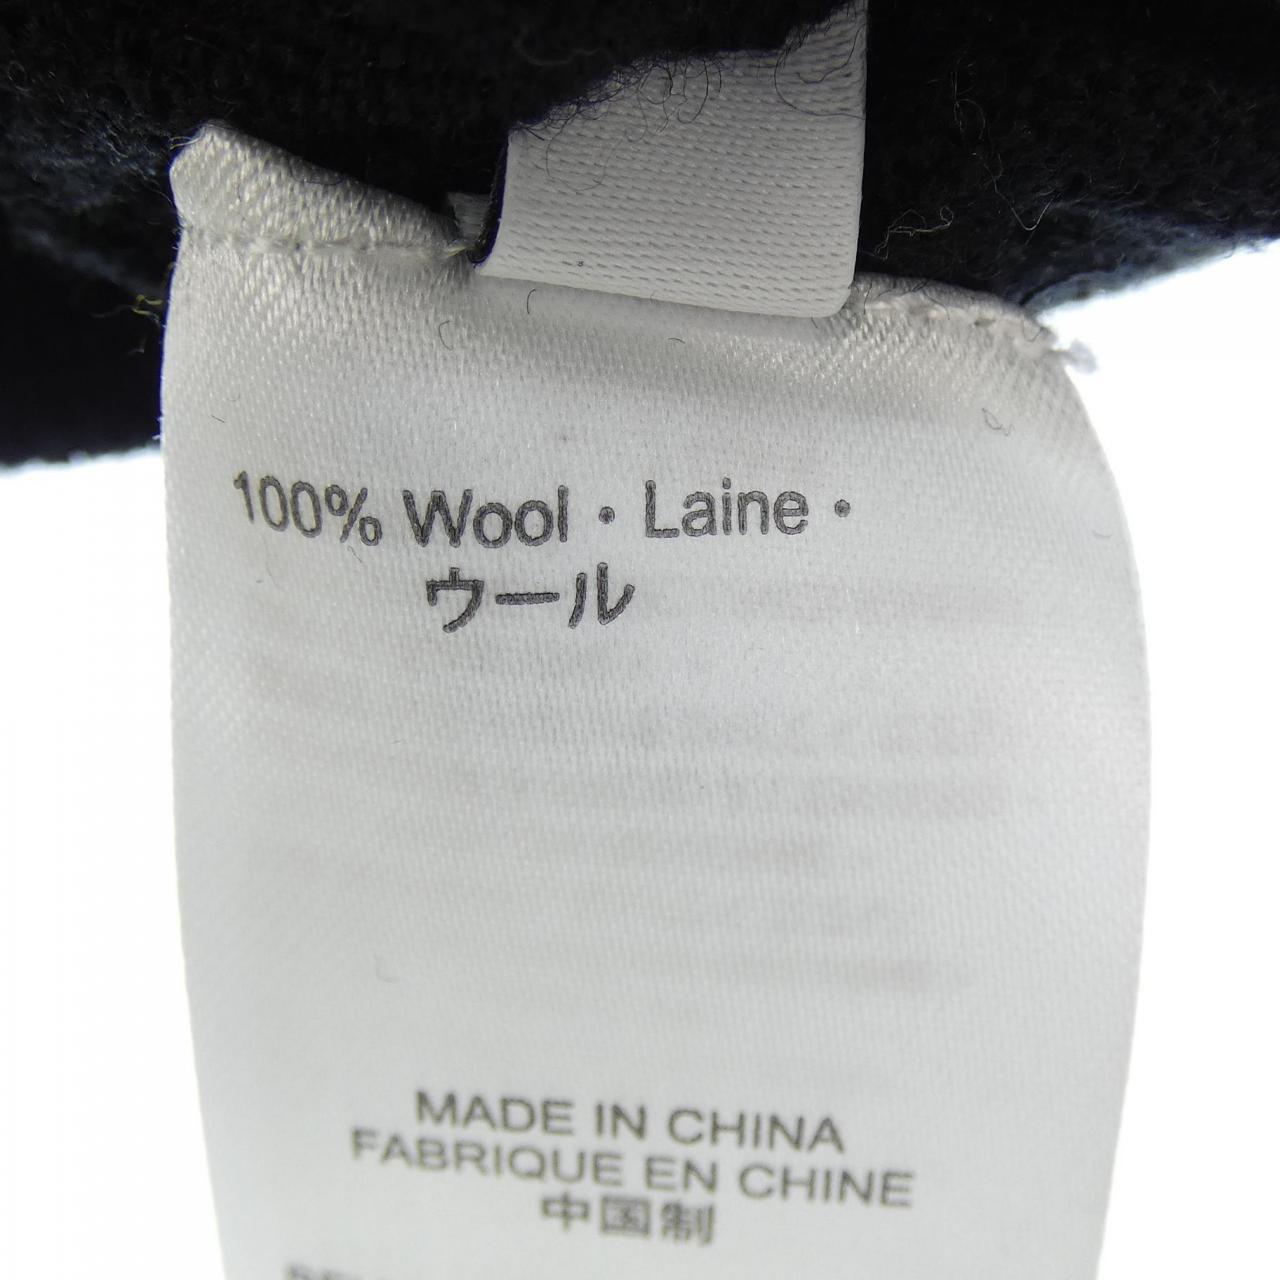 100% Wool · Laine ·
ウール
MADE IN CHINA
FABRIQUE EN CHINE
中国制